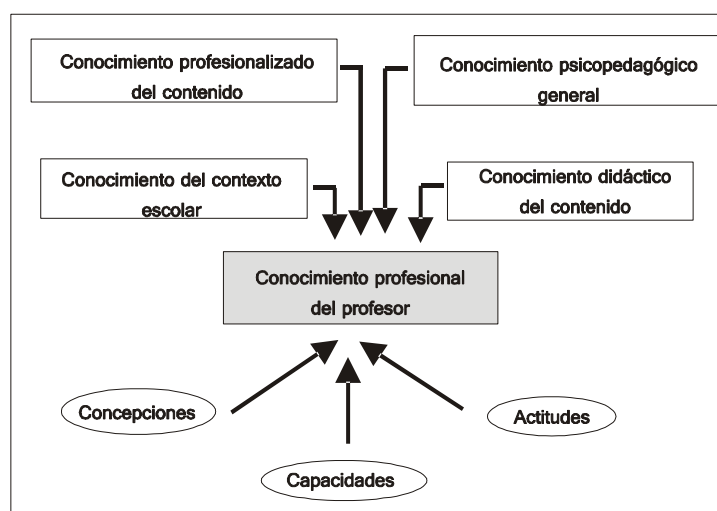 Conocimiento profesionalizado
del contenido
Conocimiento psicopedagógico
general
Conocimiento del contexto
escolar
Conocimiento didáctico
del contenido
Conocimiento profesional
del profesor
Concepciones
Actitudes
Capacidades